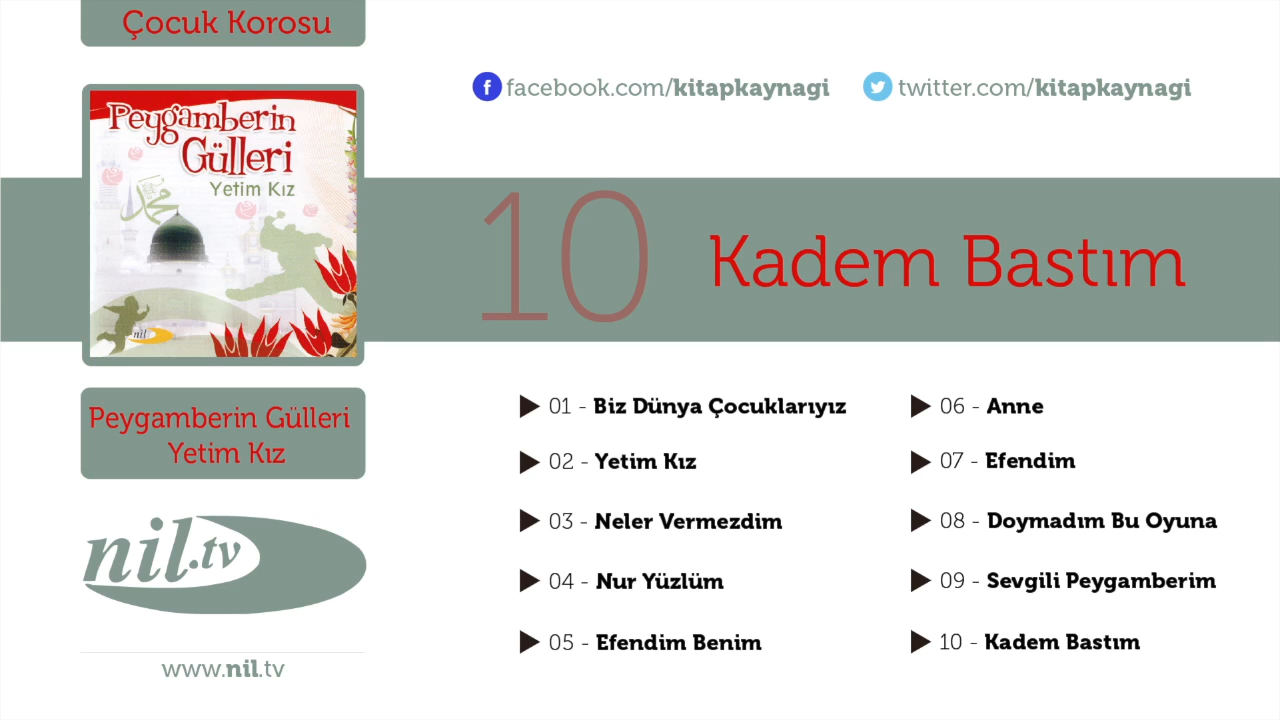 Çocuk Korosu
facebook.com/kitapkaynagi
twitter.com/kitapkaynagi
Peygamberin
Gülleri
Yetim Kız
محمد
nil
10 Kadem Bastım
Peygamberin Gülleri
Yetim Kız
nil.tv
www.nil.tv
01 - Biz Dünya Çocuklarıyız
02 - Yetim Kız
03 - Neler Vermezdim
04 - Nur Yüzlüm
05 - Efendim Benim
06 - Anne
07 - Efendim
08 - Doymadım Bu Oyuna
09 - Sevgili Peygamberim
10 - Kadem Bastım